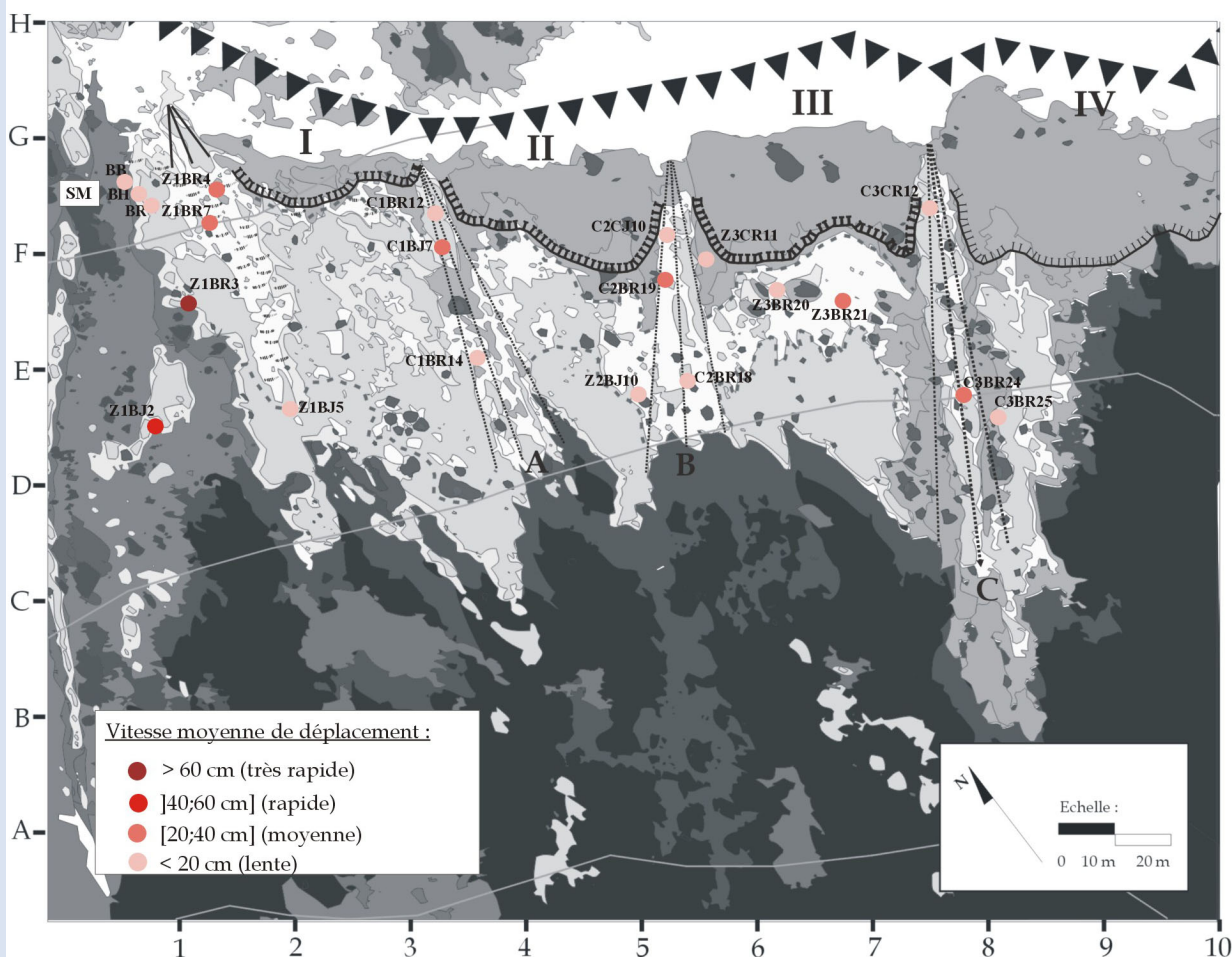 H
G
F
E
D
C
B
A
I
II
III
IV
SM
BB
BH
BR
Z1BR4
Z1BR7
Z1BR3
Z1BJ2
Z1BJ5
C1BR12
C1BJ7
C1BR14
C2CJ10
C2BR19
Z3CR11
Z2BJ10
C2BR18
Z3BR20
Z3BR21
C3CR12
C3BR24
C3BR25
A
B
C
Vitesse moyenne de déplacement :
> 60 cm (très rapide)
]40;60 cm] (rapide)
[20;40 cm] (moyenne)
< 20 cm (lente)
N
Echelle :
0 10 m 20 m
1 2 3 4 5 6 7 8 9 10